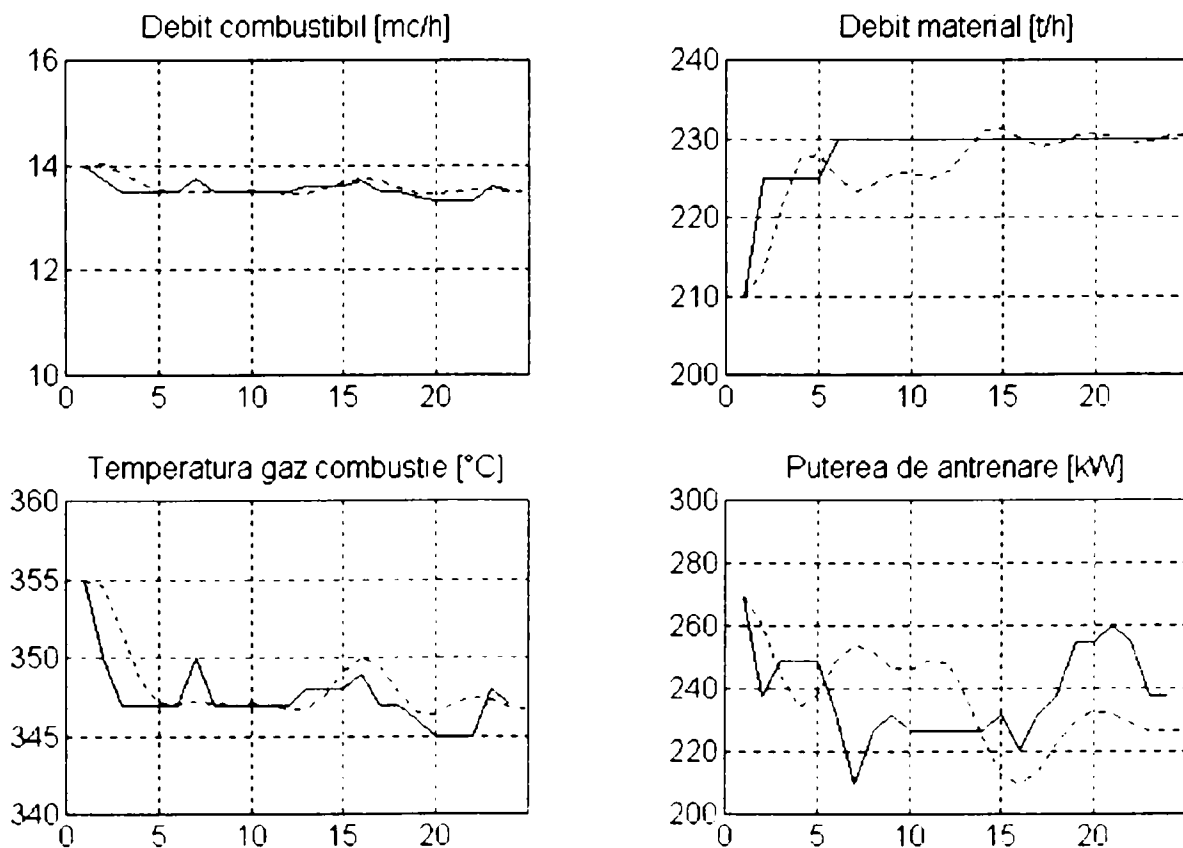 Debit combustibil [mc/h]
16
14
12
10
0 5 10 15 20
Debit material [t/h]
240
230
220
210
200
0 5 10 15 20
Temperatura gaz combustie [°C]
360
355
350
345
340
0 5 10 15 20
Puterea de antrenare [kW]
300
280
260
240
220
200
0 5 10 15 20